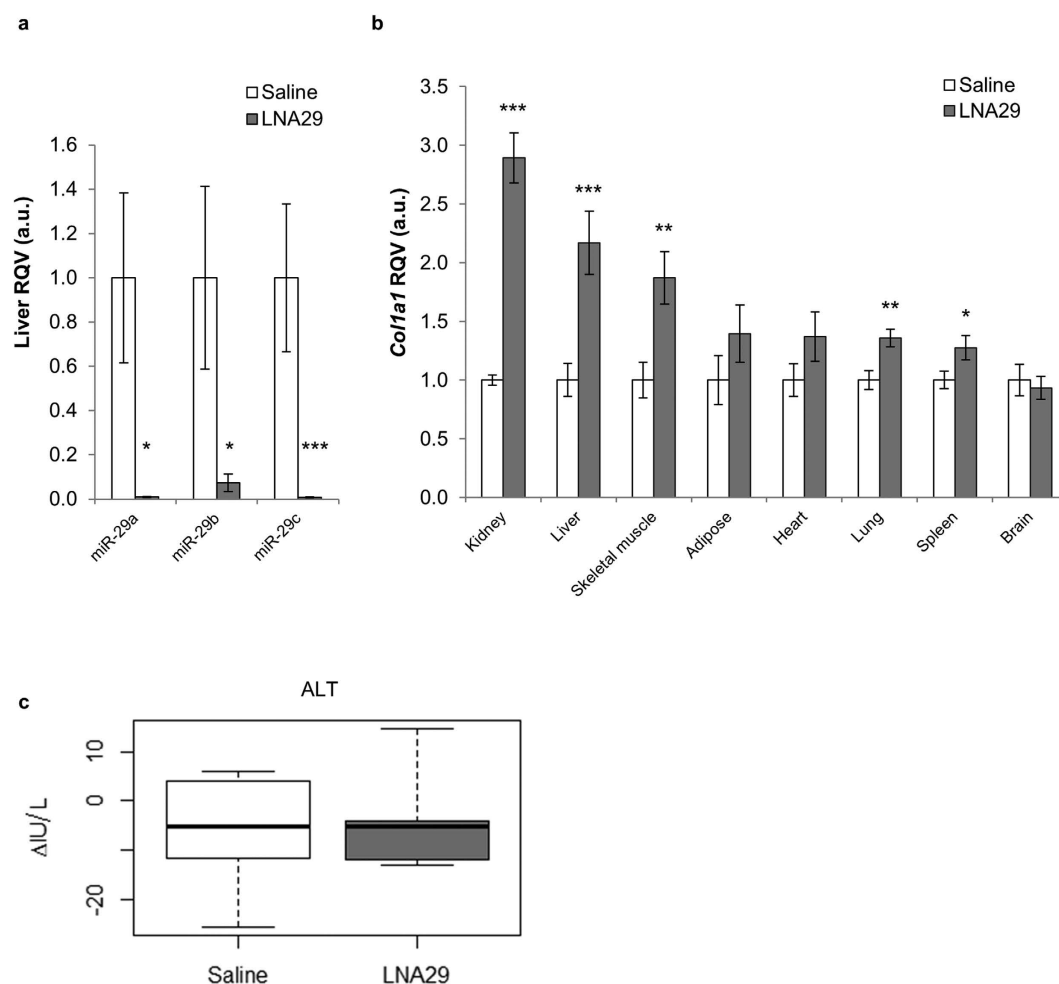 a
Saline
LNA29
Liver RQV (a.u.)
1.6
1.4
1.2
1.0
0.8
0.6
0.4
0.2
0.0
*
*
***
miR-29a
miR-29b
miR-29c
b
Saline
LNA29
Col1a1 RQV (a.u.)
3.5
3.0
2.5
2.0
1.5
1.0
0.5
0.0
***
***
**
**
*
Kidney
Liver
Skeletal muscle
Adipose
Heart
Lung
Spleen
Brain
c
ALT
ΔIU/L
10
0
-20
Saline
LNA29